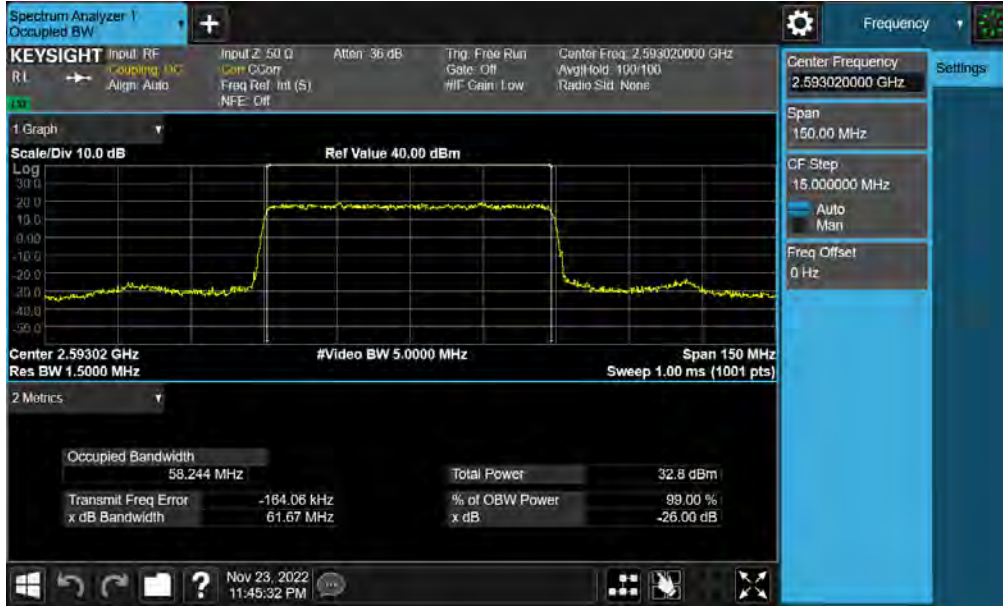 Spectrum Analyzer 1
Occupied BW
+
Frequency
KEYSIGHT
Input: RF
Coupling: DC
Align: Auto
RL
LXI
Input Z: 50 Ω
Corr CCorr
Freq Ref: Int (S)
NFE: Off
Atten: 36 dB
Trig: Free Run
Gate: Off
#IF Gain: Low
Center Freq: 2.593020000 GHz
Avg|Hold: 100/100
Radio Std: None
Center Frequency
2.593020000 GHz
Settings
Span
150.00 MHz
CF Step
15.000000 MHz
Auto
Man
Freq Offset
0 Hz
1 Graph
Scale/Div 10.0 dB
Ref Value 40.00 dBm
Log
30.0
20.0
10.0
0.00
-10.0
-20.0
-30.0
-40.0
-50.0
Center 2.59302 GHz
#Video BW 5.0000 MHz
Span 150 MHz
Res BW 1.5000 MHz
Sweep 1.00 ms (1001 pts)
2 Metrics
Occupied Bandwidth
58.244 MHz
Total Power 32.8 dBm
Transmit Freq Error -164.06 kHz
% of OBW Power 99.00 %
x dB Bandwidth 61.67 MHz
x dB -26.00 dB
?
Nov 23, 2022
11:45:32 PM